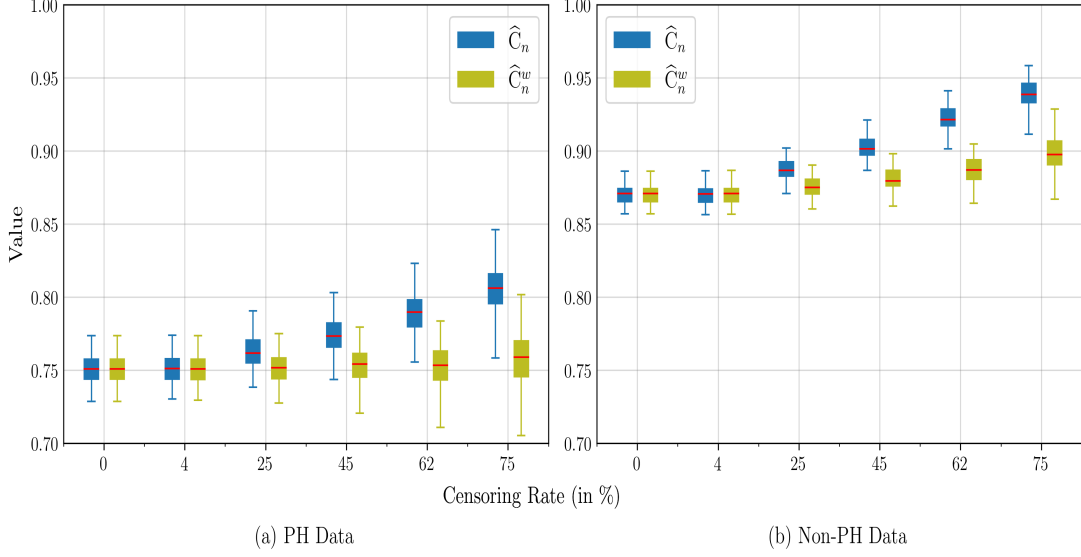 1.00
0.95
0.90
0.85
0.80
0.75
0.70
Value
Ĉₙ
Ĉₙʷ
0 4 25 45 62 75
1.00
0.95
0.90
0.85
0.80
0.75
0.70
Ĉₙ
Ĉₙʷ
0 4 25 45 62 75
Censoring Rate (in %)
(a) PH Data
(b) Non-PH Data